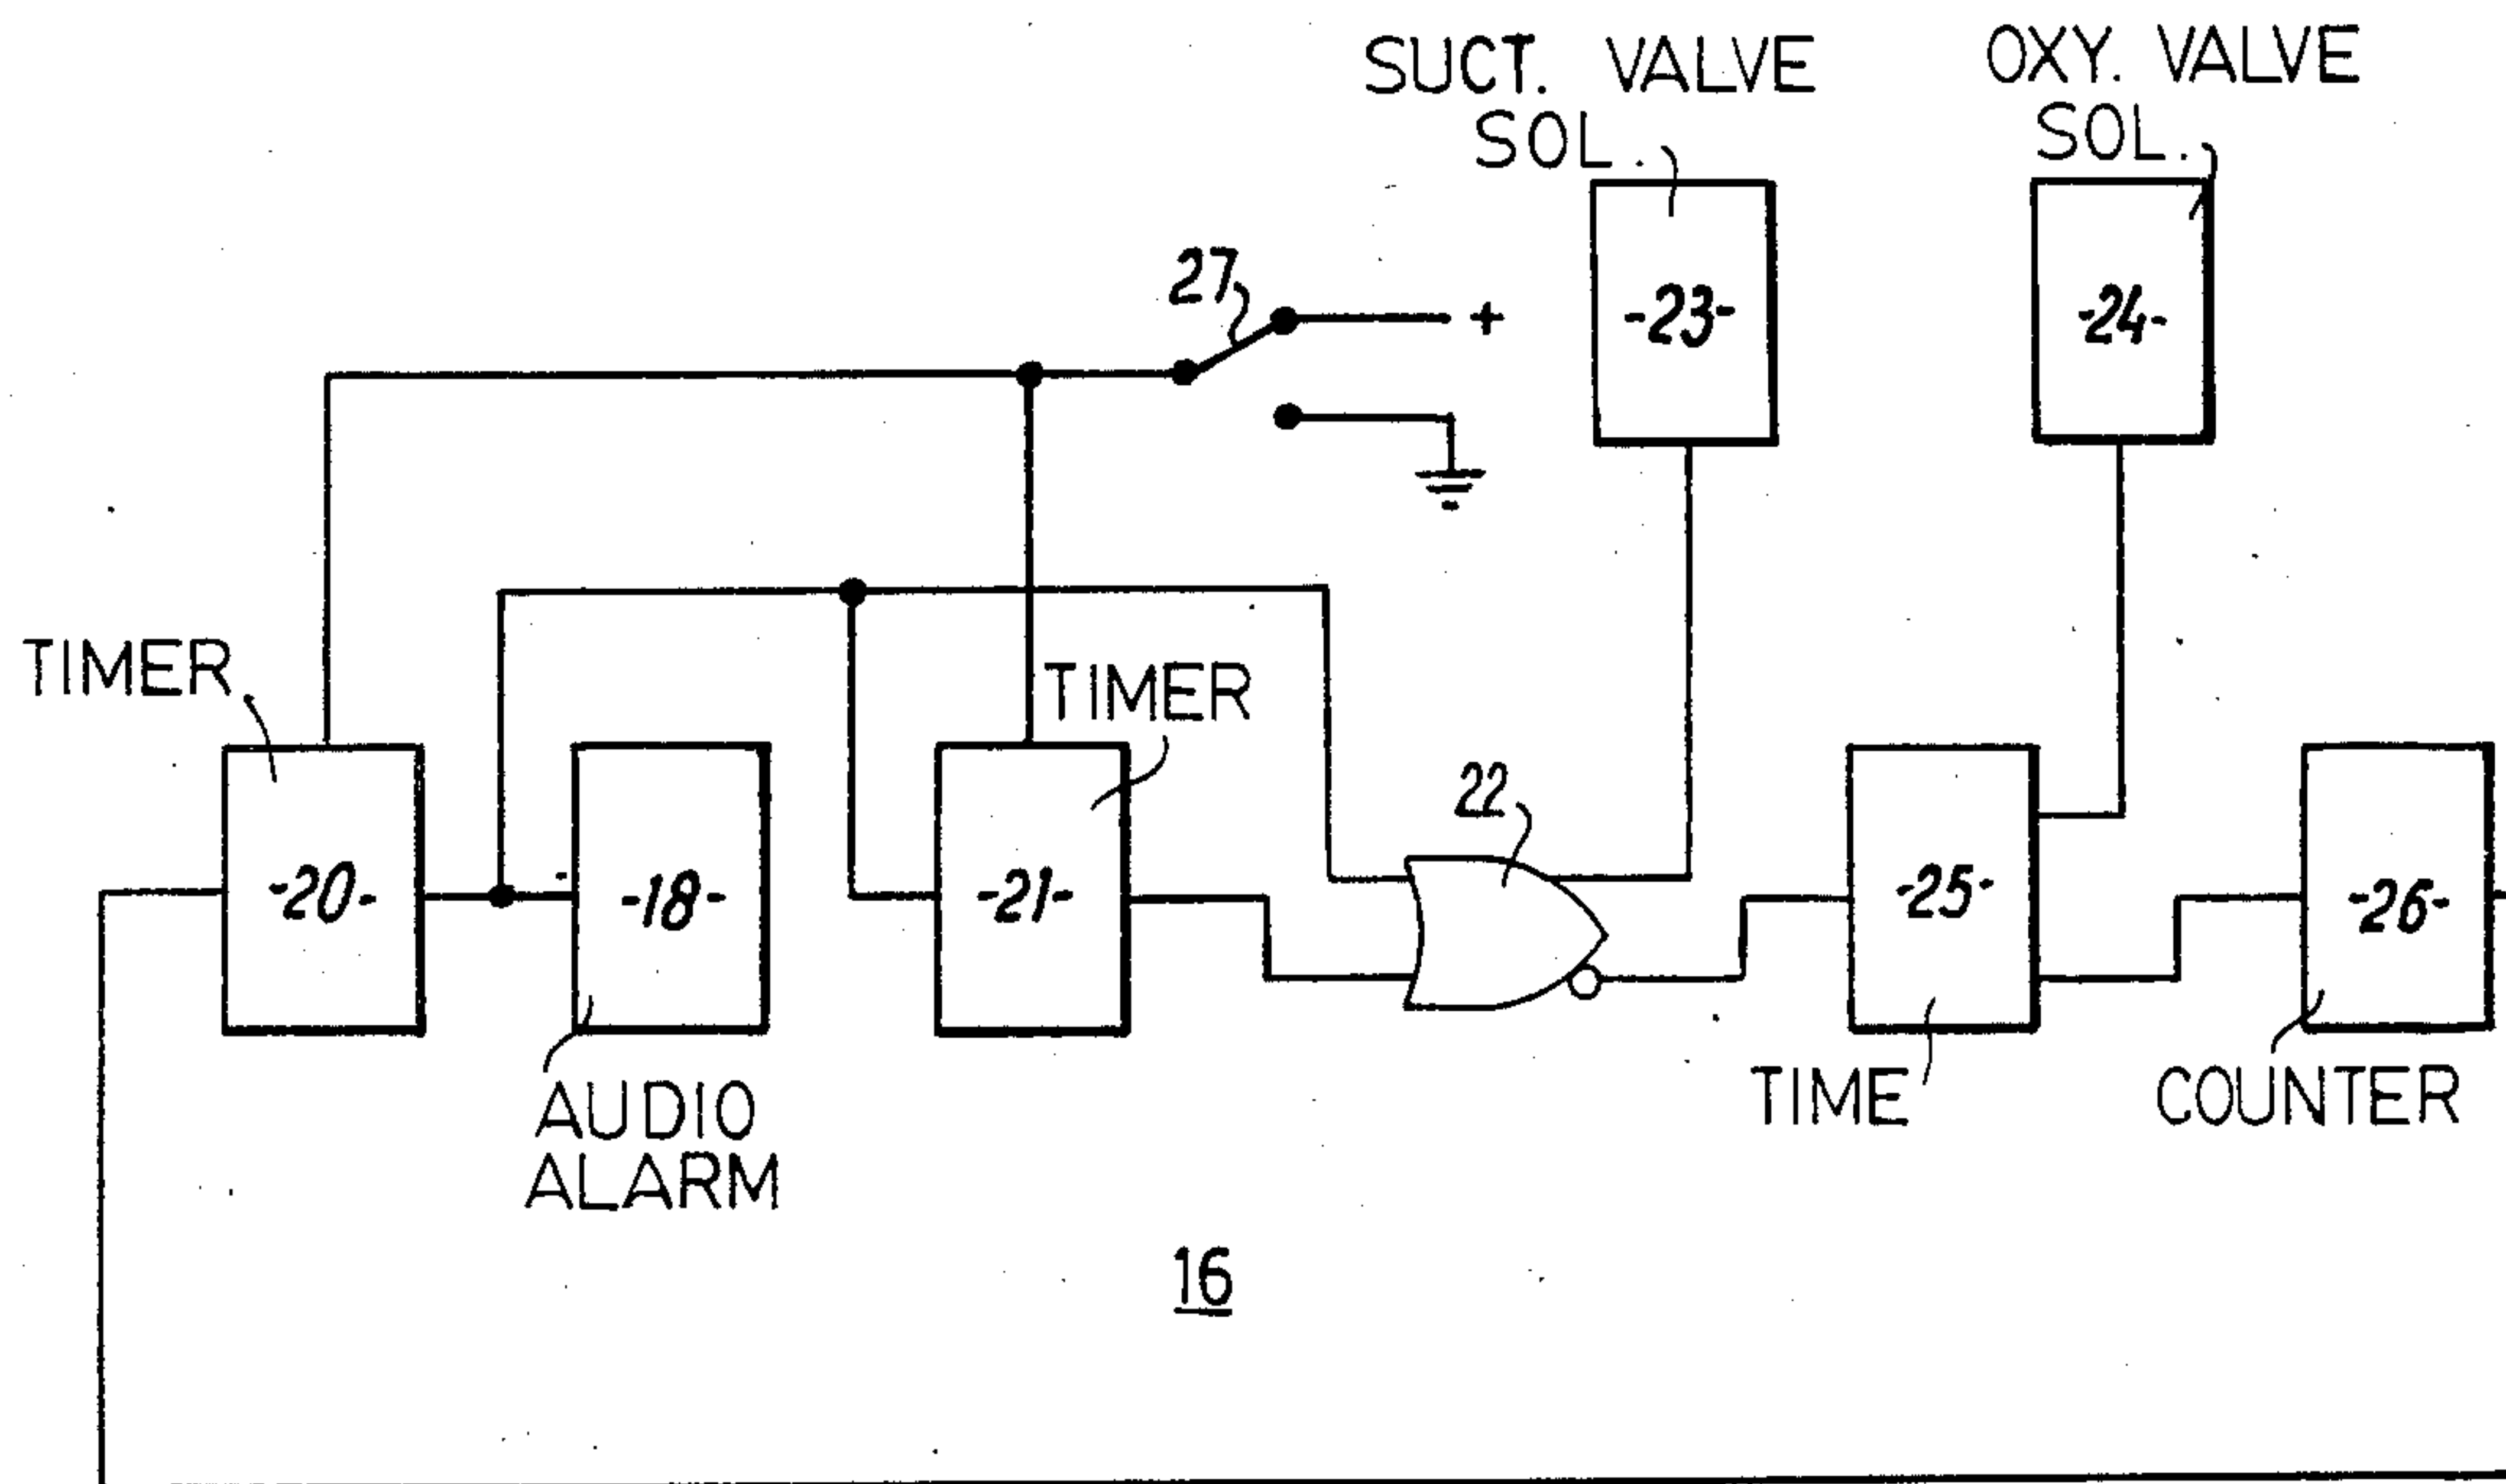 SUCT. VALVE
SOL.
OXY. VALVE
SOL.
27
+
-23-
-24-
TIMER
TIMER
22
-20-
-18-
-21-
-25-
-26-
AUDIO
ALARM
TIME
COUNTER
16